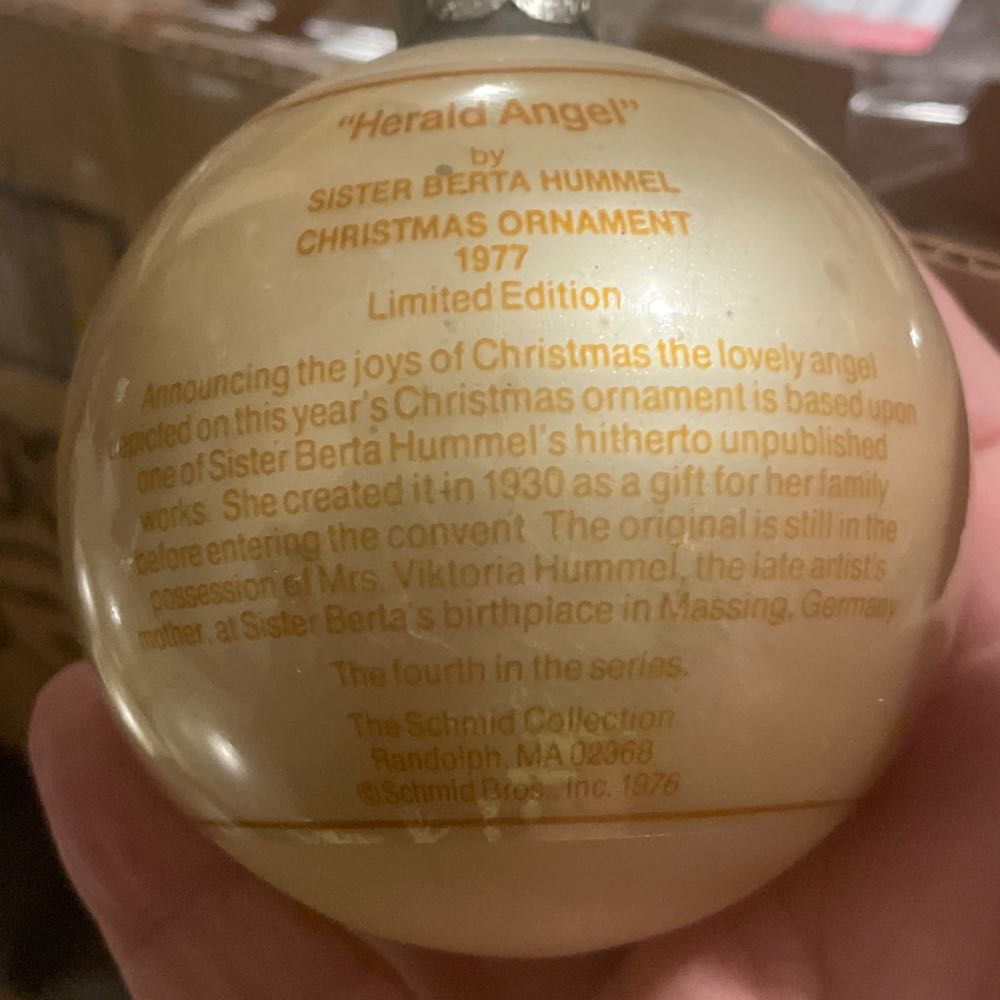 "Herald Angel"
by
SISTER BERTA HUMMEL
CHRISTMAS ORNAMENT
1977
Limited Edition
Announcing the joys of Christmas the lovely angel
depicted on this year's Christmas ornament is based upon
one of Sister Berta Hummel's hitherto unpublished
works. She created it in 1930 as a gift for her family
before entering the convent. The original is still in the
possession of Mrs. Viktoria Hummel, the late artist's
mother, at Sister Berta's birthplace in Massing, Germany.
The fourth in the series.
The Schmid Collection
Randolph, MA 02368
©Schmid Bros., Inc. 1976